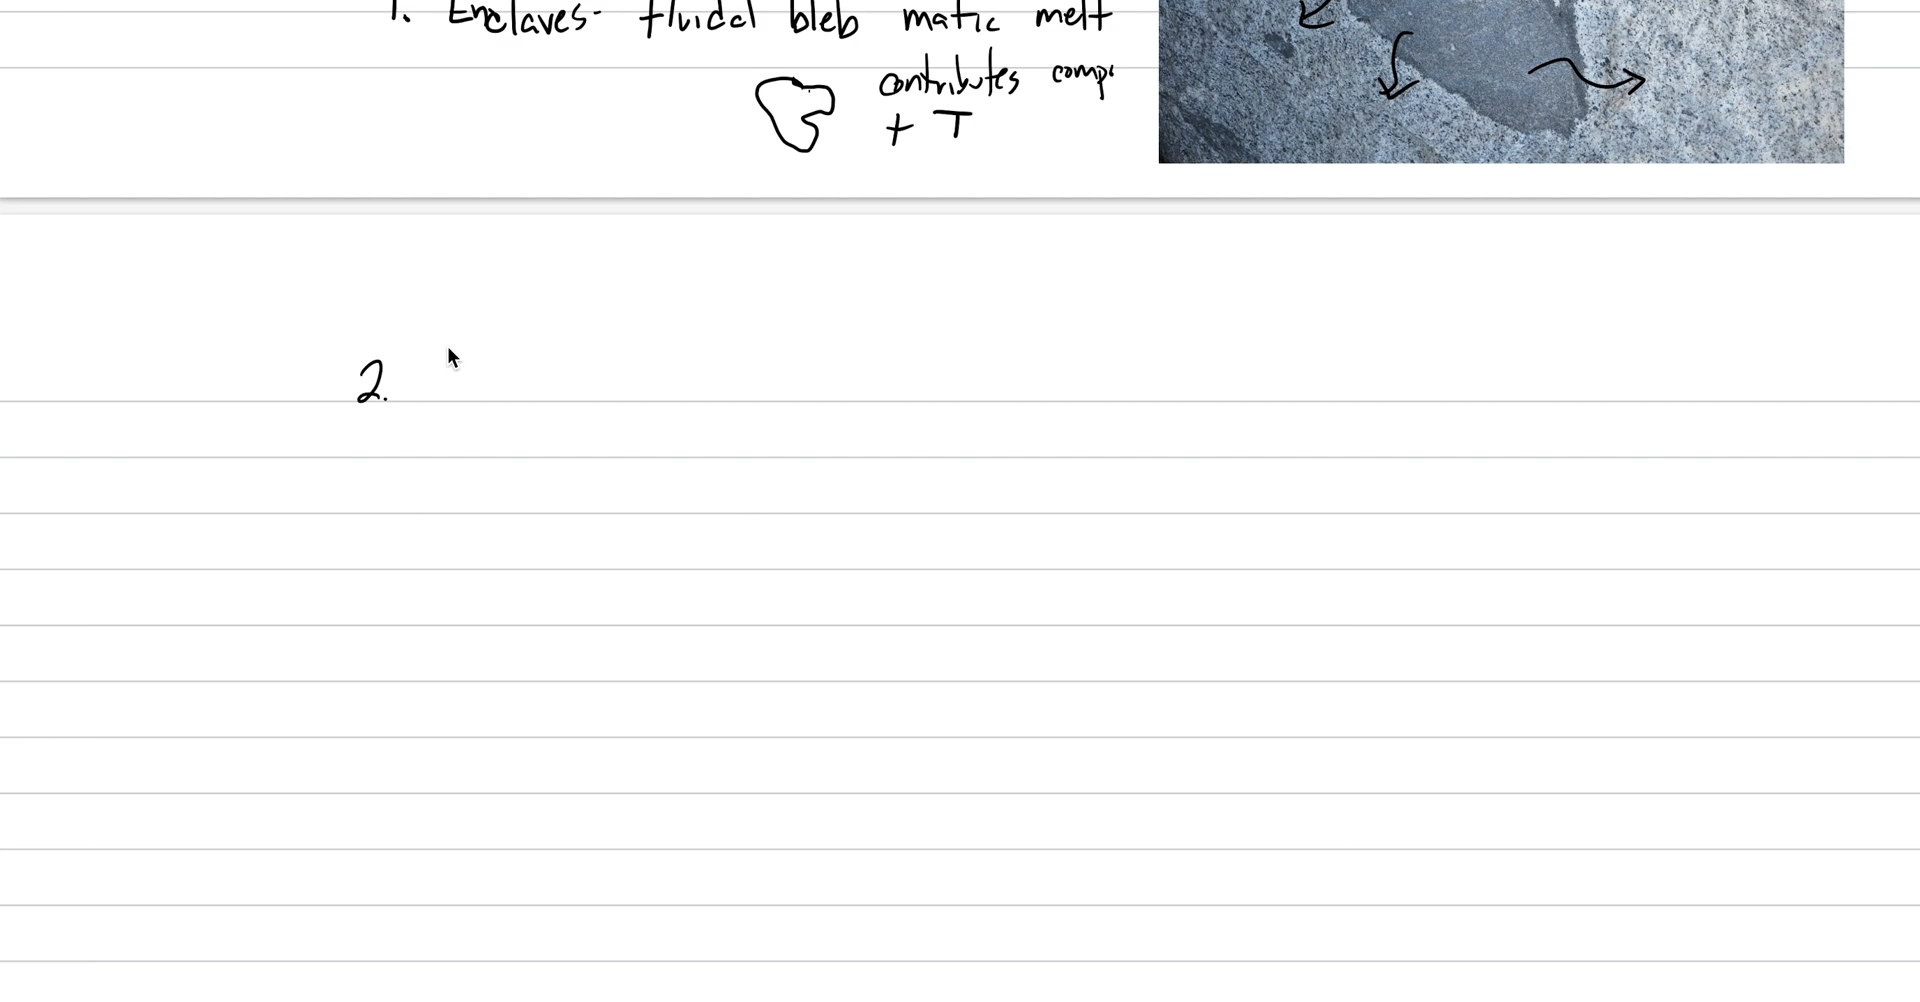 1. Enclaves- fluidal bleb mafic melt
contributes
+ T
2.